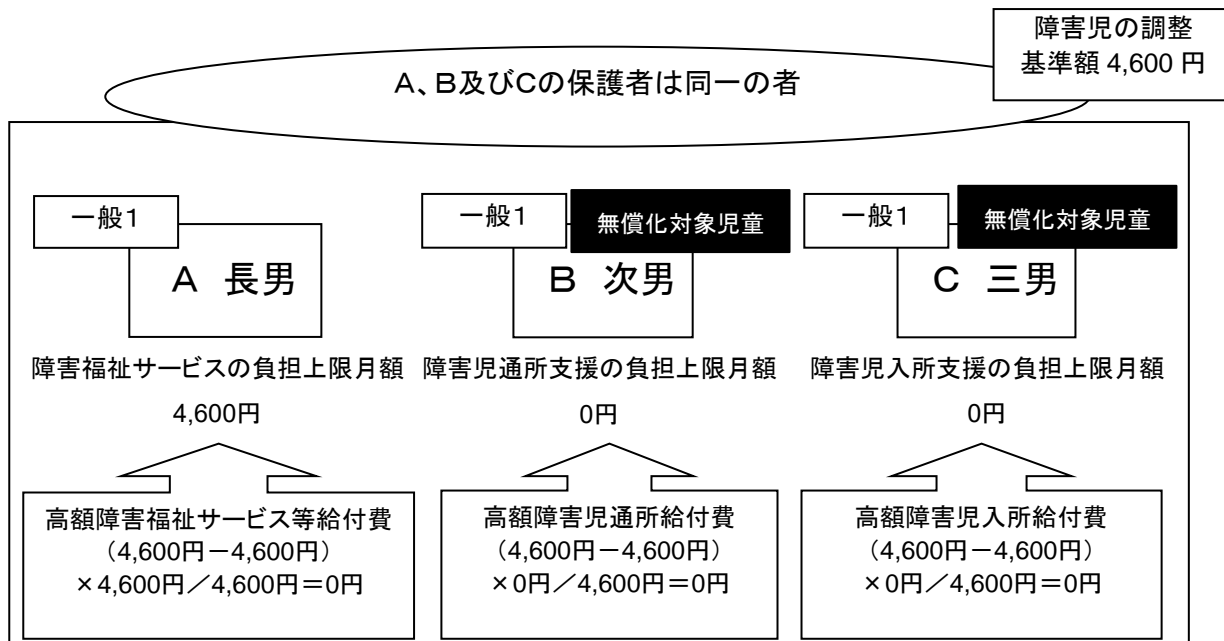 障害児の調整
基準額 4,600 円
A、B及びCの保護者は同一の者
一般1
A 長男
障害福祉サービスの負担上限月額
4,600円
高額障害福祉サービス等給付費
(4,600円-4,600円)
×4,600円/4,600円=0円
一般1
無償化対象児童
B 次男
障害児通所支援の負担上限月額
0円
高額障害児通所給付費
(4,600円-4,600円)
×0円/4,600円=0円
一般1
無償化対象児童
C 三男
障害児入所支援の負担上限月額
0円
高額障害児入所給付費
(4,600円-4,600円)
×0円/4,600円=0円